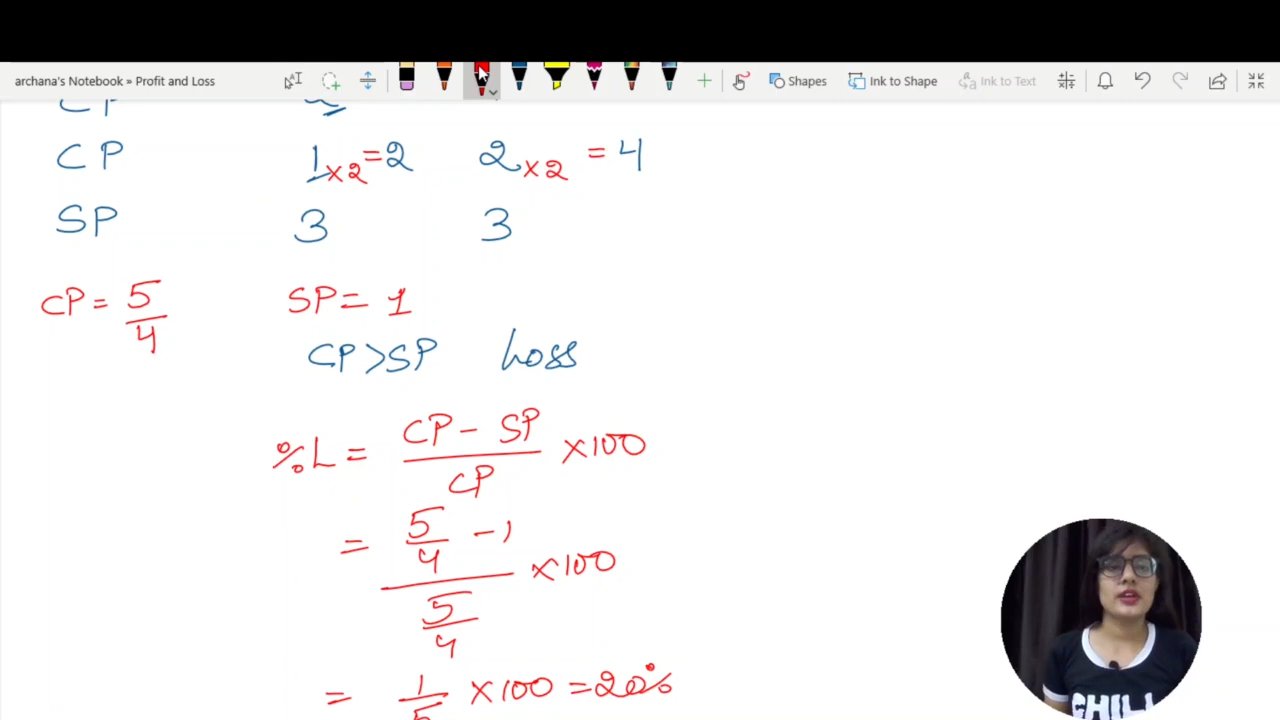 archana's Notebook » Profit and Loss Shapes Ink to Shape Ink to Text
CP
CP 1×2=2 2×2 = 4
SP 3 3
CP = 5/4 SP = 1
CP > SP Loss
% L = CP - SP / CP × 100
= 5/4 - 1 / 5/4 × 100
= 1/5 × 100 = 20%
CHILL